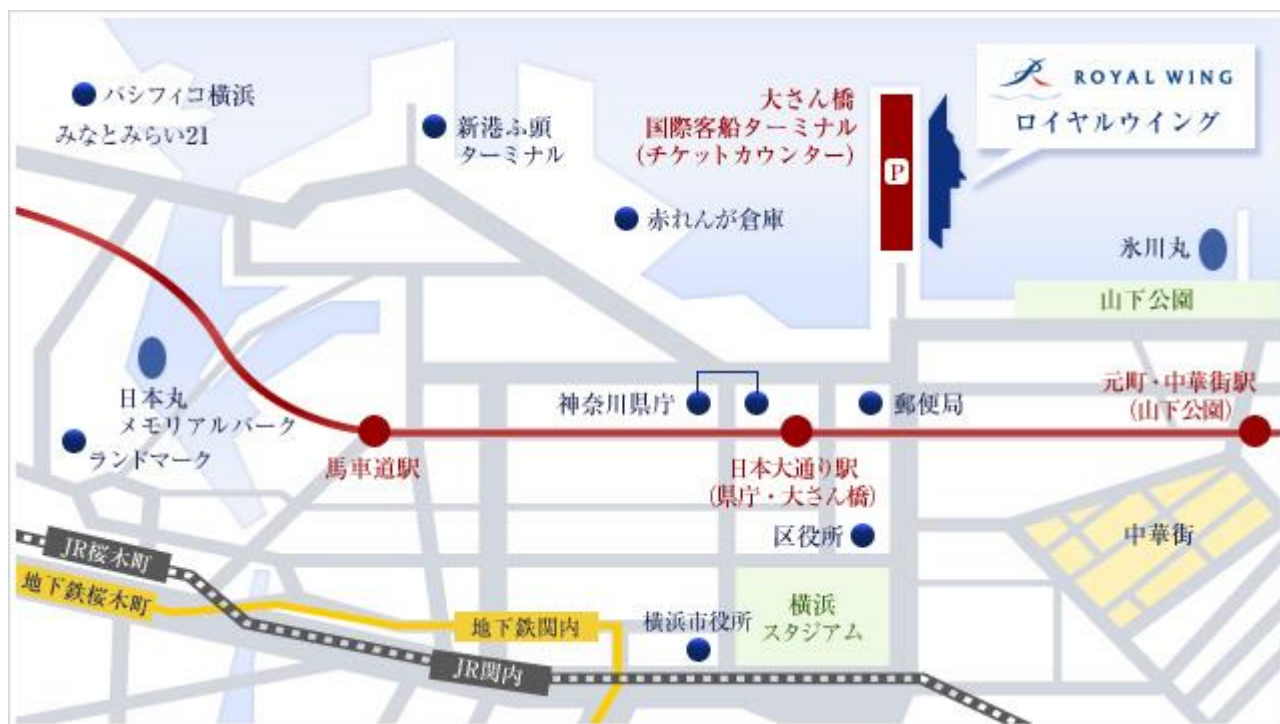 パシフィコ横浜
みなとみらい21
新港ふ頭
ターミナル
大さん橋
国際客船ターミナル
(チケットカウンター)
P
ROYAL WING
ロイヤルウイング
赤れんが倉庫
氷川丸
山下公園
日本丸
メモリアルパーク
ランドマーク
馬車道駅
神奈川県庁
郵便局
日本大通り駅
(県庁・大さん橋)
元町・中華街駅
(山下公園)
区役所
中華街
JR桜木町
地下鉄桜木町
地下鉄関内
JR関内
横浜市役所
横浜
スタジアム